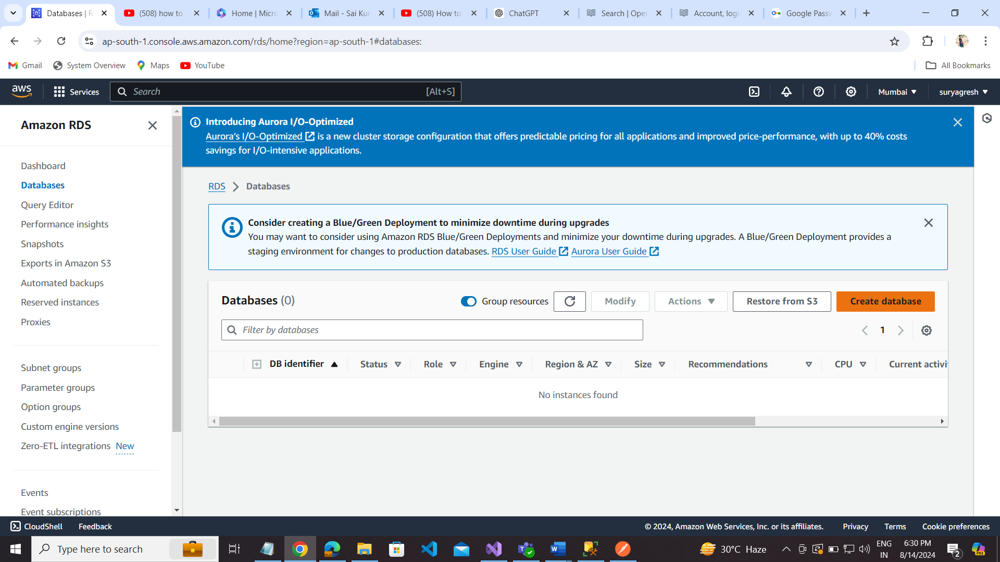 Databases | R
(508) how to
Home | Micro
Mail - Sai Kur
(508) How to
ChatGPT
Search | Oper
Account, logi
Google Passw
ap-south-1.console.aws.amazon.com/rds/home?region=ap-south-1#databases:
Gmail
System Overview
Maps
YouTube
All Bookmarks
aws
Services
Search
[Alt+S]
Mumbai
suryagresh
Amazon RDS
Dashboard
Databases
Query Editor
Performance insights
Snapshots
Exports in Amazon S3
Automated backups
Reserved instances
Proxies
Subnet groups
Parameter groups
Option groups
Custom engine versions
Zero-ETL integrations New
Events
Event subscriptions
Introducing Aurora I/O-Optimized
Aurora's I/O-Optimized is a new cluster storage configuration that offers predictable pricing for all applications and improved price-performance, with up to 40% costs
savings for I/O-intensive applications.
RDS
Databases
Consider creating a Blue/Green Deployment to minimize downtime during upgrades
You may want to consider using Amazon RDS Blue/Green Deployments and minimize your downtime during upgrades. A Blue/Green Deployment provides a
staging environment for changes to production databases. RDS User Guide Aurora User Guide
Databases (0)
Group resources
Modify
Actions
Restore from S3
Create database
Filter by databases
1
DB identifier
Status
Role
Engine
Region & AZ
Size
Recommendations
CPU
Current activit
No instances found
CloudShell
Feedback
© 2024, Amazon Web Services, Inc. or its affiliates.
Privacy
Terms
Cookie preferences
Type here to search
30°C Haze
ENG
IN
6:30 PM
8/14/2024
2
PRE